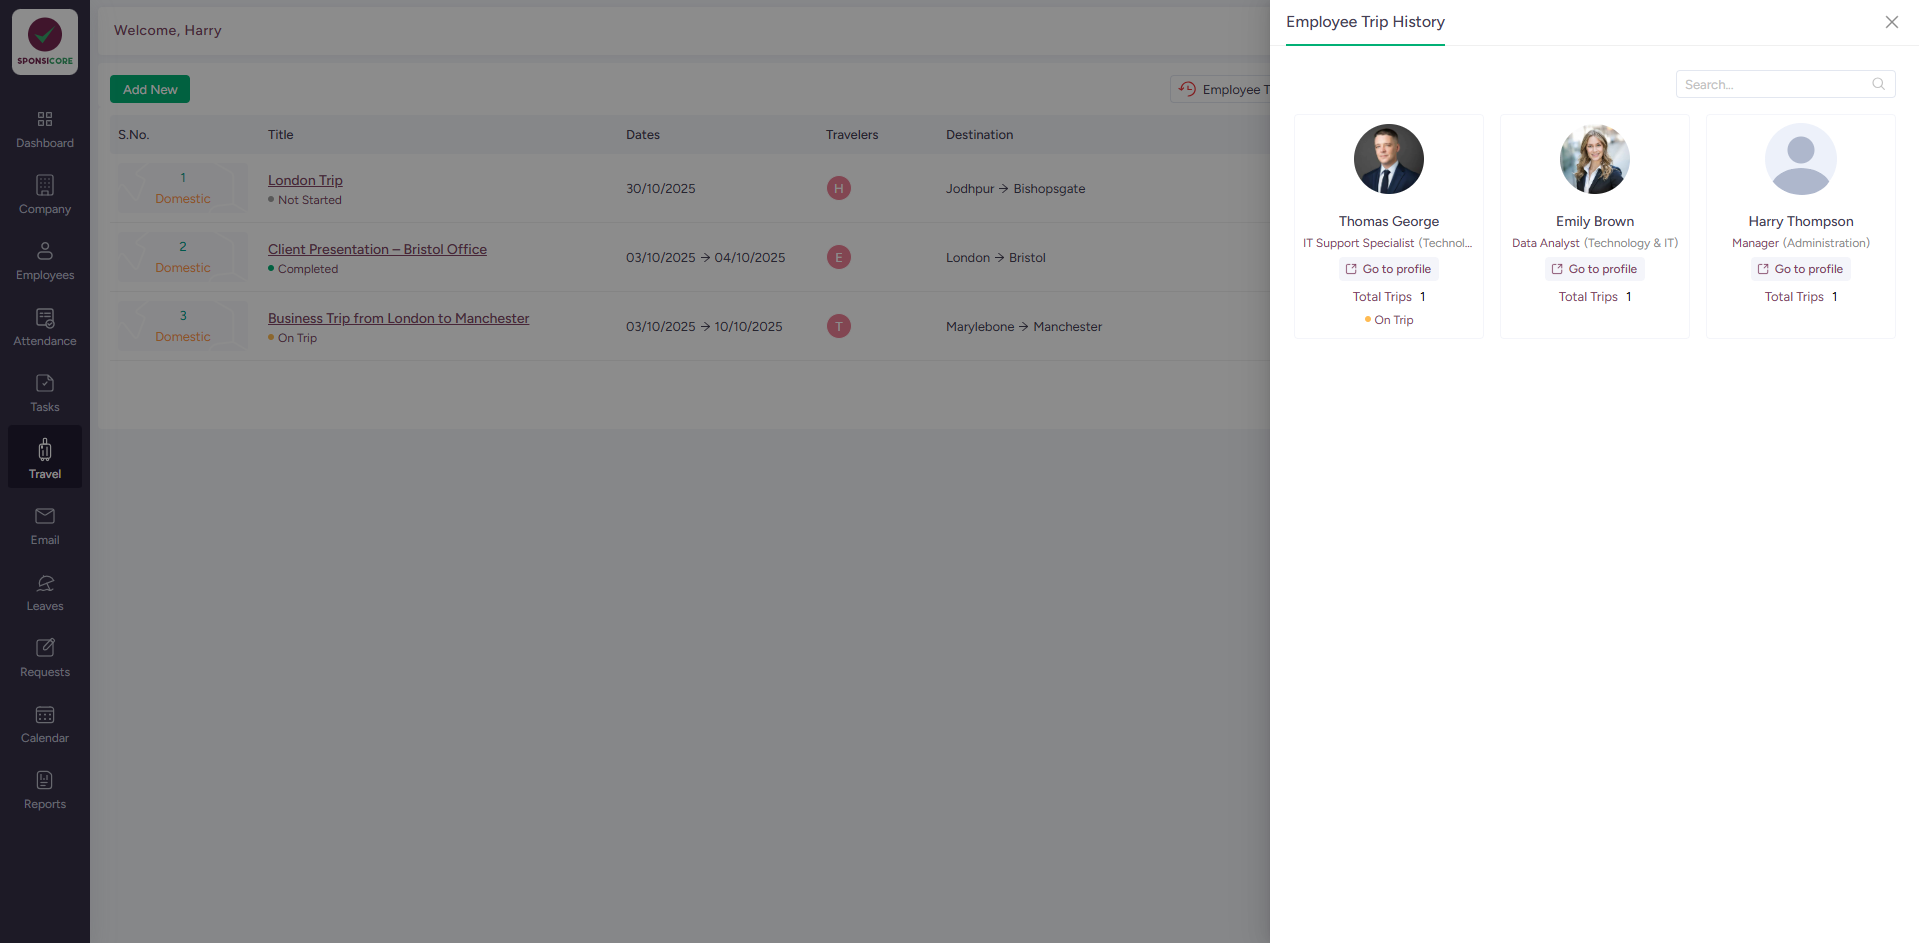 SPONSICORE
Dashboard
Company
Employees
Attendance
Tasks
Travel
Email
Leaves
Requests
Calendar
Reports
Welcome, Harry
Add New
Employee T
S.No. Title Dates Travelers Destination
1
Domestic
London Trip
Not Started
30/10/2025
H
Jodhpur → Bishopsgate
2
Domestic
Client Presentation – Bristol Office
Completed
03/10/2025 → 04/10/2025
E
London → Bristol
3
Domestic
Business Trip from London to Manchester
On Trip
03/10/2025 → 10/10/2025
T
Marylebone → Manchester
Employee Trip History
Search...
Thomas George
IT Support Specialist (Technol...
Go to profile
Total Trips 1
On Trip
Emily Brown
Data Analyst (Technology & IT)
Go to profile
Total Trips 1
Harry Thompson
Manager (Administration)
Go to profile
Total Trips 1